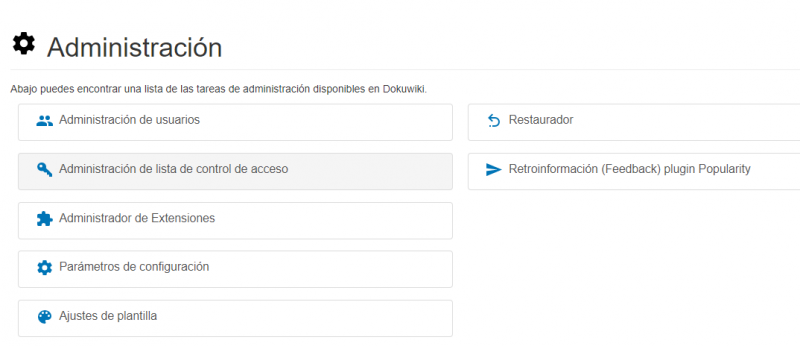 Administración
Abajo puedes encontrar una lista de las tareas de administración disponibles en Dokuwiki.
Administración de usuarios
Administración de lista de control de acceso
Administrador de Extensiones
Parámetros de configuración
Ajustes de plantilla
Restaurador
Retroinformación (Feedback) plugin Popularity